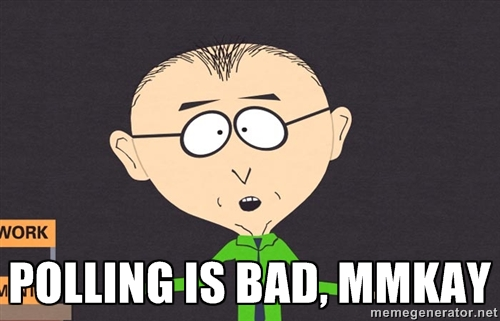 WORK
POLLING IS BAD, MMKAY
memegenerator.net